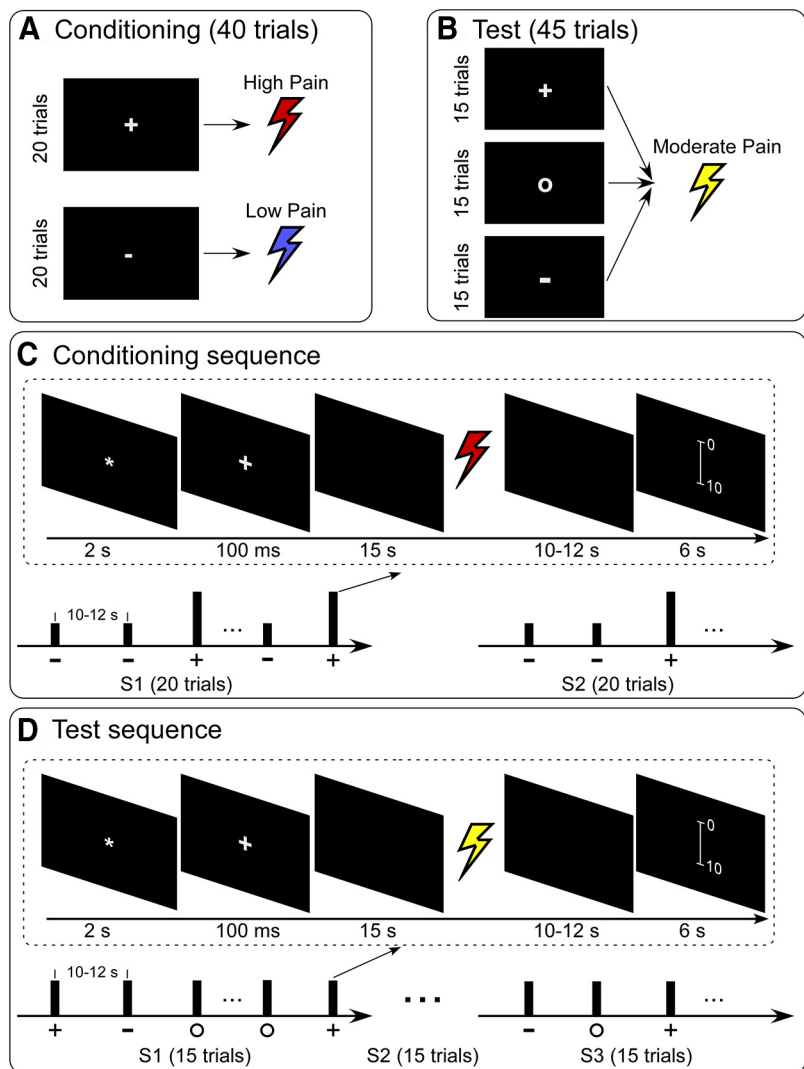 A Conditioning (40 trials)
20 trials
+
High Pain
20 trials
-
Low Pain
B Test (45 trials)
15 trials
+
15 trials
o
15 trials
-
Moderate Pain
C Conditioning sequence
*
+
0
10
2 s 100 ms 15 s 10-12 s 6 s
10-12 s
...
...
- - + - + - - +
S1 (20 trials) S2 (20 trials)
D Test sequence
*
+
0
10
2 s 100 ms 15 s 10-12 s 6 s
10-12 s
...
...
...
+ - O O + - O +
S1 (15 trials) S2 (15 trials) S3 (15 trials)